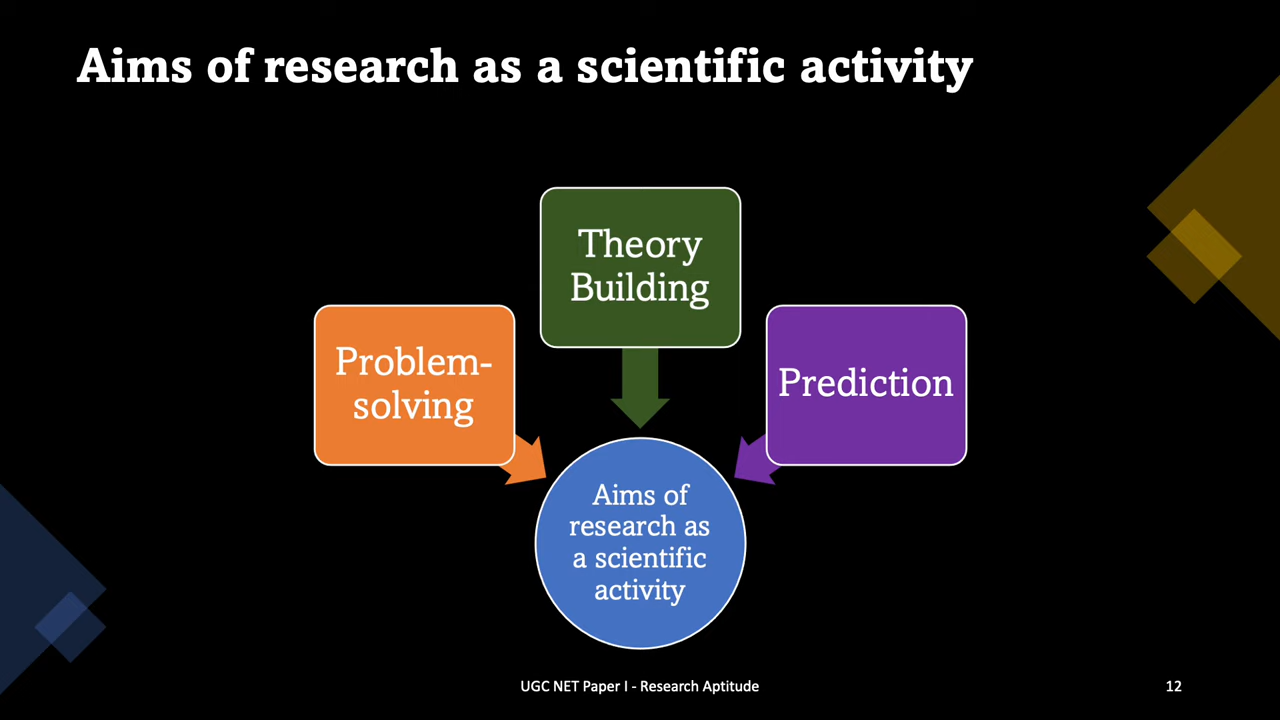 Aims of research as a scientific activity
Theory
Building
Problem-
solving
Prediction
Aims of
research as
a scientific
activity
UGC NET Paper I - Research Aptitude
12